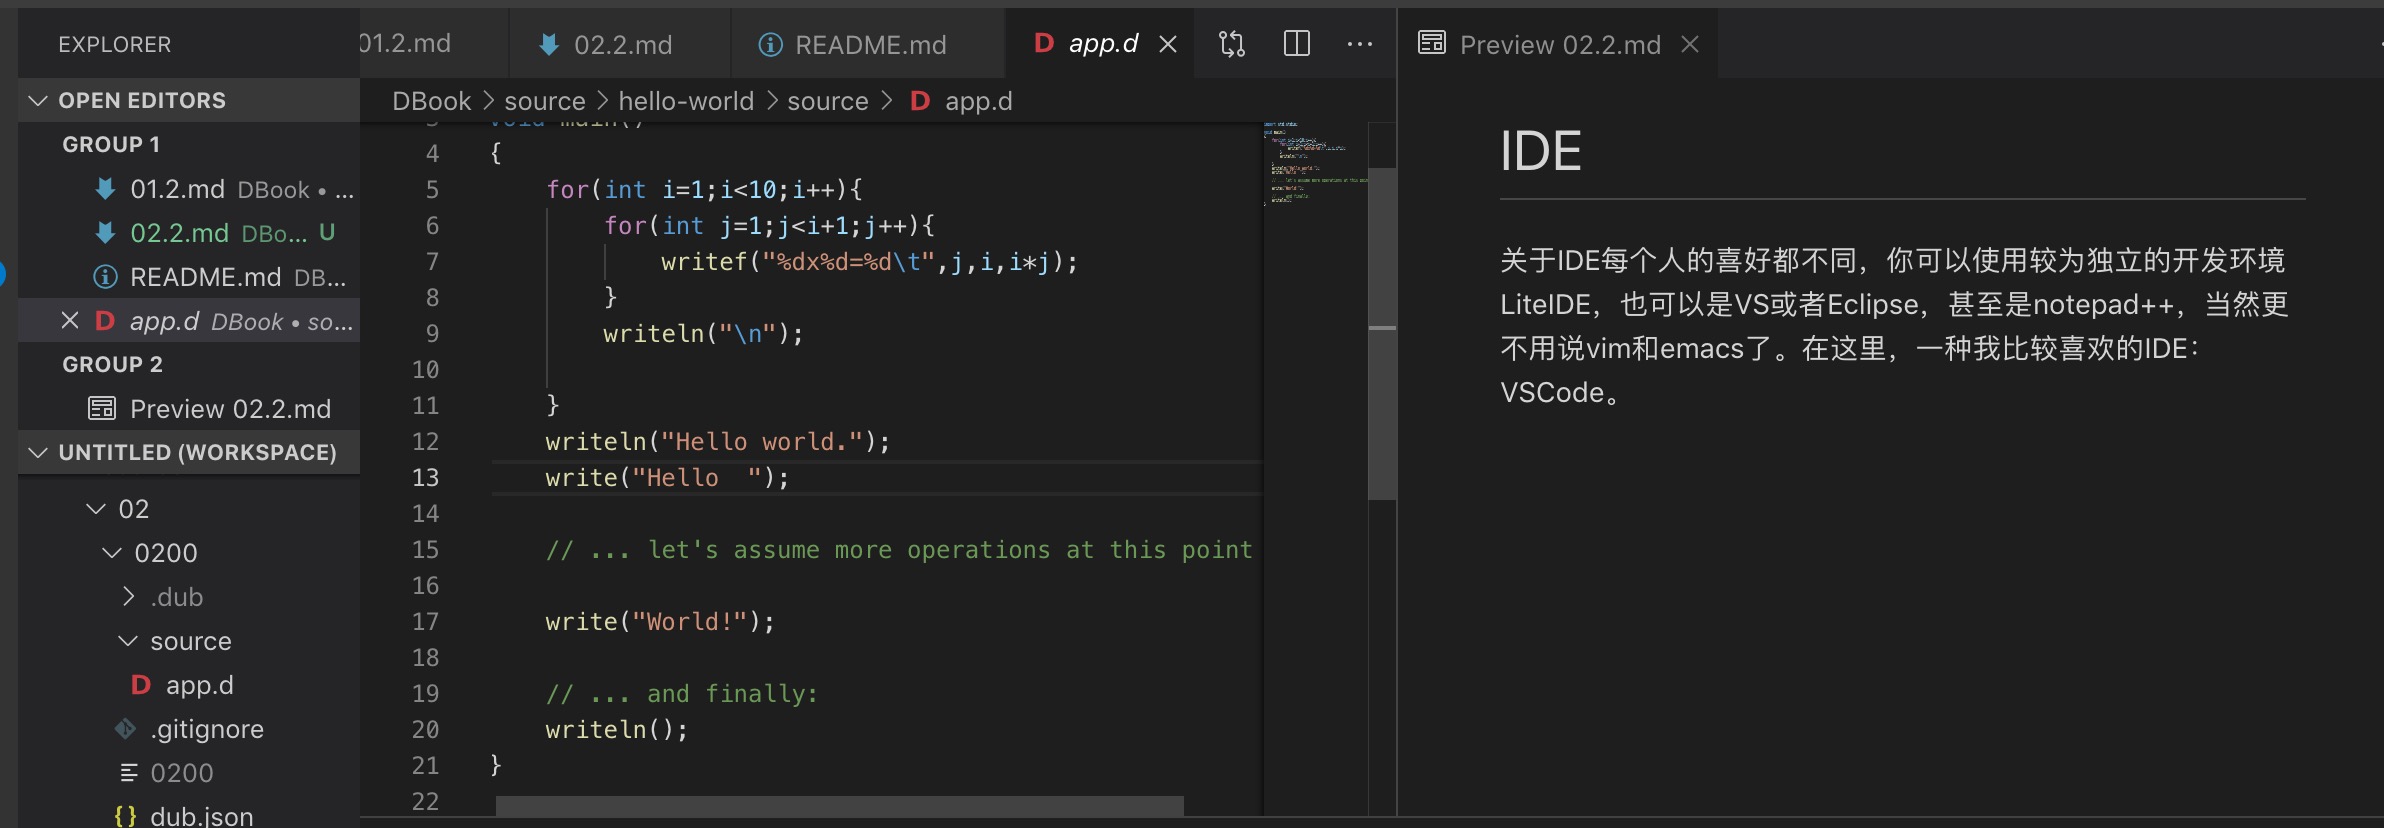 EXPLORER
OPEN EDITORS
GROUP 1
01.2.md DBook • ...
02.2.md DBo... U
README.md DB...
app.d DBook • so...
GROUP 2
Preview 02.2.md
UNTITLED (WORKSPACE)
02
0200
.dub
source
D app.d
.gitignore
0200
{} dub.json
01.2.md 02.2.md README.md D app.d
DBook > source > hello-world > source > D app.d
3 void main()
4 {
5 for(int i=1;i<10;i++){
6 for(int j=1;j<i+1;j++){
7 writef("%dx%d=%d\t",j,i,i*j);
8 }
9 writeln("\n");
10
11 }
12 writeln("Hello world.");
13 write("Hello  ");
14
15 // ... let's assume more operations at this point
16
17 write("World!");
18
19 // ... and finally:
20 writeln();
21 }
22
Preview 02.2.md
IDE
关于IDE每个人的喜好都不同，你可以使用较为独立的开发环境
LiteIDE，也可以是VS或者Eclipse，甚至是notepad++，当然更
不用说vim和emacs了。在这里，一种我比较喜欢的IDE：
VSCode。